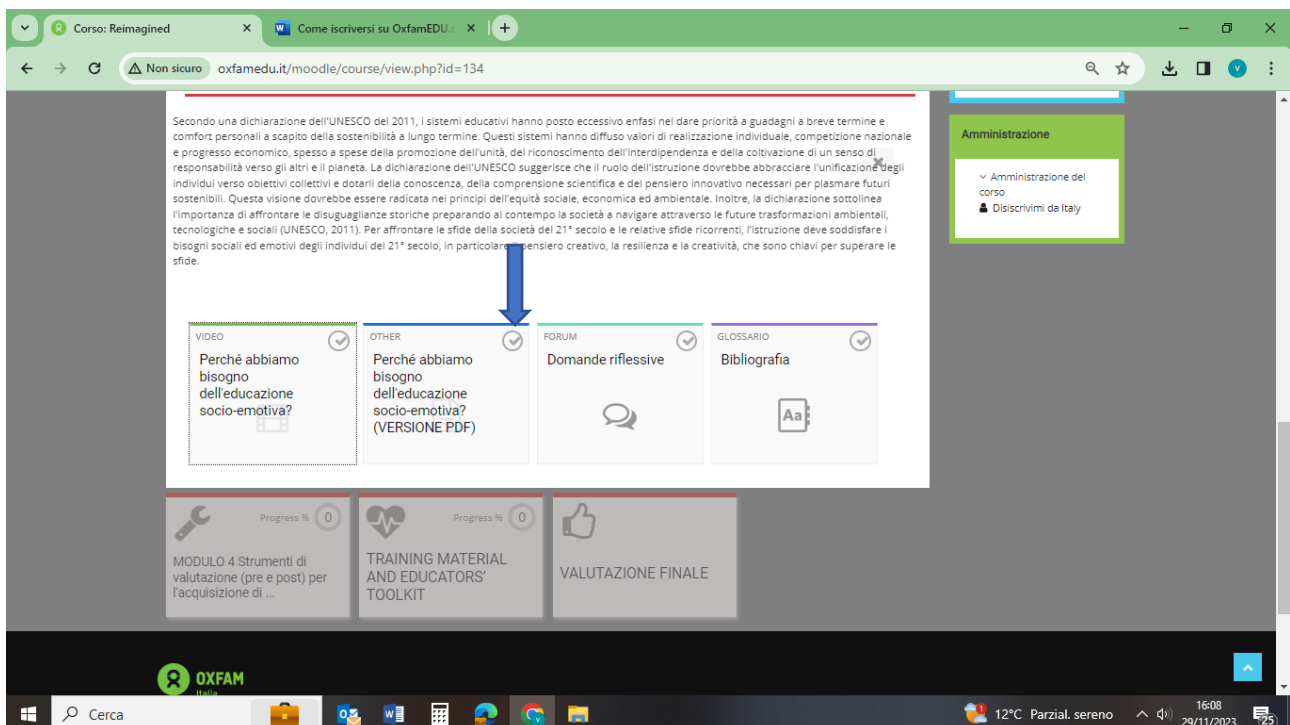 Corso: Reimagined
Come iscriversi su OxfamEDU.
Non sicuro
oxfamedu.it/moodle/course/view.php?id=134
V
Secondo una dichiarazione dell'UNESCO del 2011, i sistemi educativi hanno posto eccessivo enfasi nel dare priorità a guadagni a breve termine e
comfort personali a scapito della sostenibilità a lungo termine. Questi sistemi hanno diffuso valori di realizzazione individuale, competizione nazionale
e progresso economico, spesso a spese della promozione dell'unità, del riconoscimento dell'interdipendenza e della coltivazione di un senso di
responsabilità verso gli altri e il pianeta. La dichiarazione dell'UNESCO suggerisce che il ruolo dell'istruzione dovrebbe abbracciare l'unificazione degli
individui verso obiettivi collettivi e dotarli della conoscenza, della comprensione scientifica e del pensiero innovativo necessari per plasmare futuri
sostenibili. Questa visione dovrebbe essere radicata nei principi dell'equità sociale, economica ed ambientale. Inoltre, la dichiarazione sottolinea
l'importanza di affrontare le disuguaglianze storiche preparando al contempo la società a navigare attraverso le future trasformazioni ambientali,
tecnologiche e sociali (UNESCO, 2011). Per affrontare le sfide della società del 21° secolo e le relative sfide ricorrenti, l'istruzione deve soddisfare i
bisogni sociali ed emotivi degli individui del 21° secolo, in particolare il pensiero creativo, la resilienza e la creatività, che sono chiavi per superare le
sfide.
Amministrazione
Amministrazione del
corso
Disiscrivimi da Italy
VIDEO
Perché abbiamo
bisogno
dell'educazione
socio-emotiva?
OTHER
Perché abbiamo
bisogno
dell'educazione
socio-emotiva?
(VERSIONE PDF)
FORUM
Domande riflessive
GLOSSARIO
Bibliografia
Aa
Progress % 0
MODULO 4 Strumenti di
valutazione (pre e post) per
l'acquisizione di ...
Progress % 0
TRAINING MATERIAL
AND EDUCATORS'
TOOLKIT
VALUTAZIONE FINALE
OXFAM
Italia
Cerca
12°C Parzial. sereno
16:08
29/11/2023
25